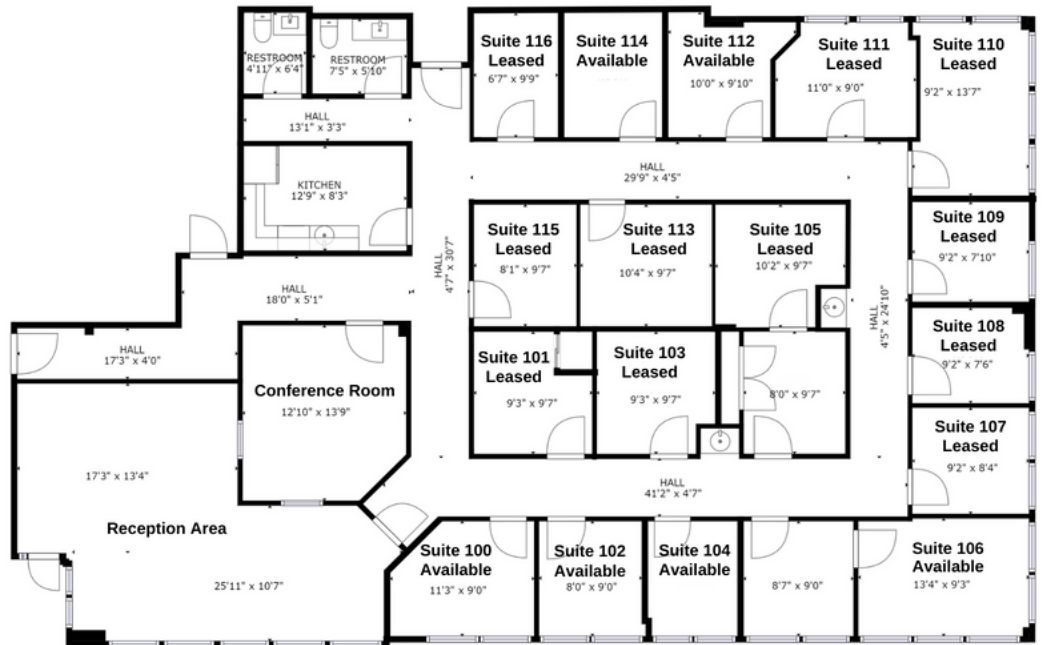 RESTROOM
4'11" x 6'4"
RESTROOM
7'5" x 5'10"
HALL
13'1" x 3'3"
KITCHEN
12'9" x 8'3"
HALL
18'0" x 5'1"
HALL
17'3" x 4'0"
HALL
4'7" x 30'7"
Suite 116
Leased
6'7" x 9'9"
Suite 114
Available
Suite 112
Available
10'0" x 9'10"
Suite 111
Leased
11'0" x 9'0"
Suite 110
Leased
9'2" x 13'7"
HALL
29'9" x 4'5"
Suite 115
Leased
8'1" x 9'7"
Suite 113
Leased
10'4" x 9'7"
Suite 105
Leased
10'2" x 9'7"
HALL
4'5" x 24'10"
Suite 109
Leased
9'2" x 7'10"
Suite 108
Leased
9'2" x 7'6"
Suite 101
Leased
9'3" x 9'7"
Suite 103
Leased
9'3" x 9'7"
8'0" x 9'7"
Suite 107
Leased
9'2" x 8'4"
Conference Room
12'10" x 13'9"
17'3" x 13'4"
Reception Area
25'11" x 10'7"
HALL
41'2" x 4'7"
Suite 100
Available
11'3" x 9'0"
Suite 102
Available
8'0" x 9'0"
Suite 104
Available
8'7" x 9'0"
Suite 106
Available
13'4" x 9'3"